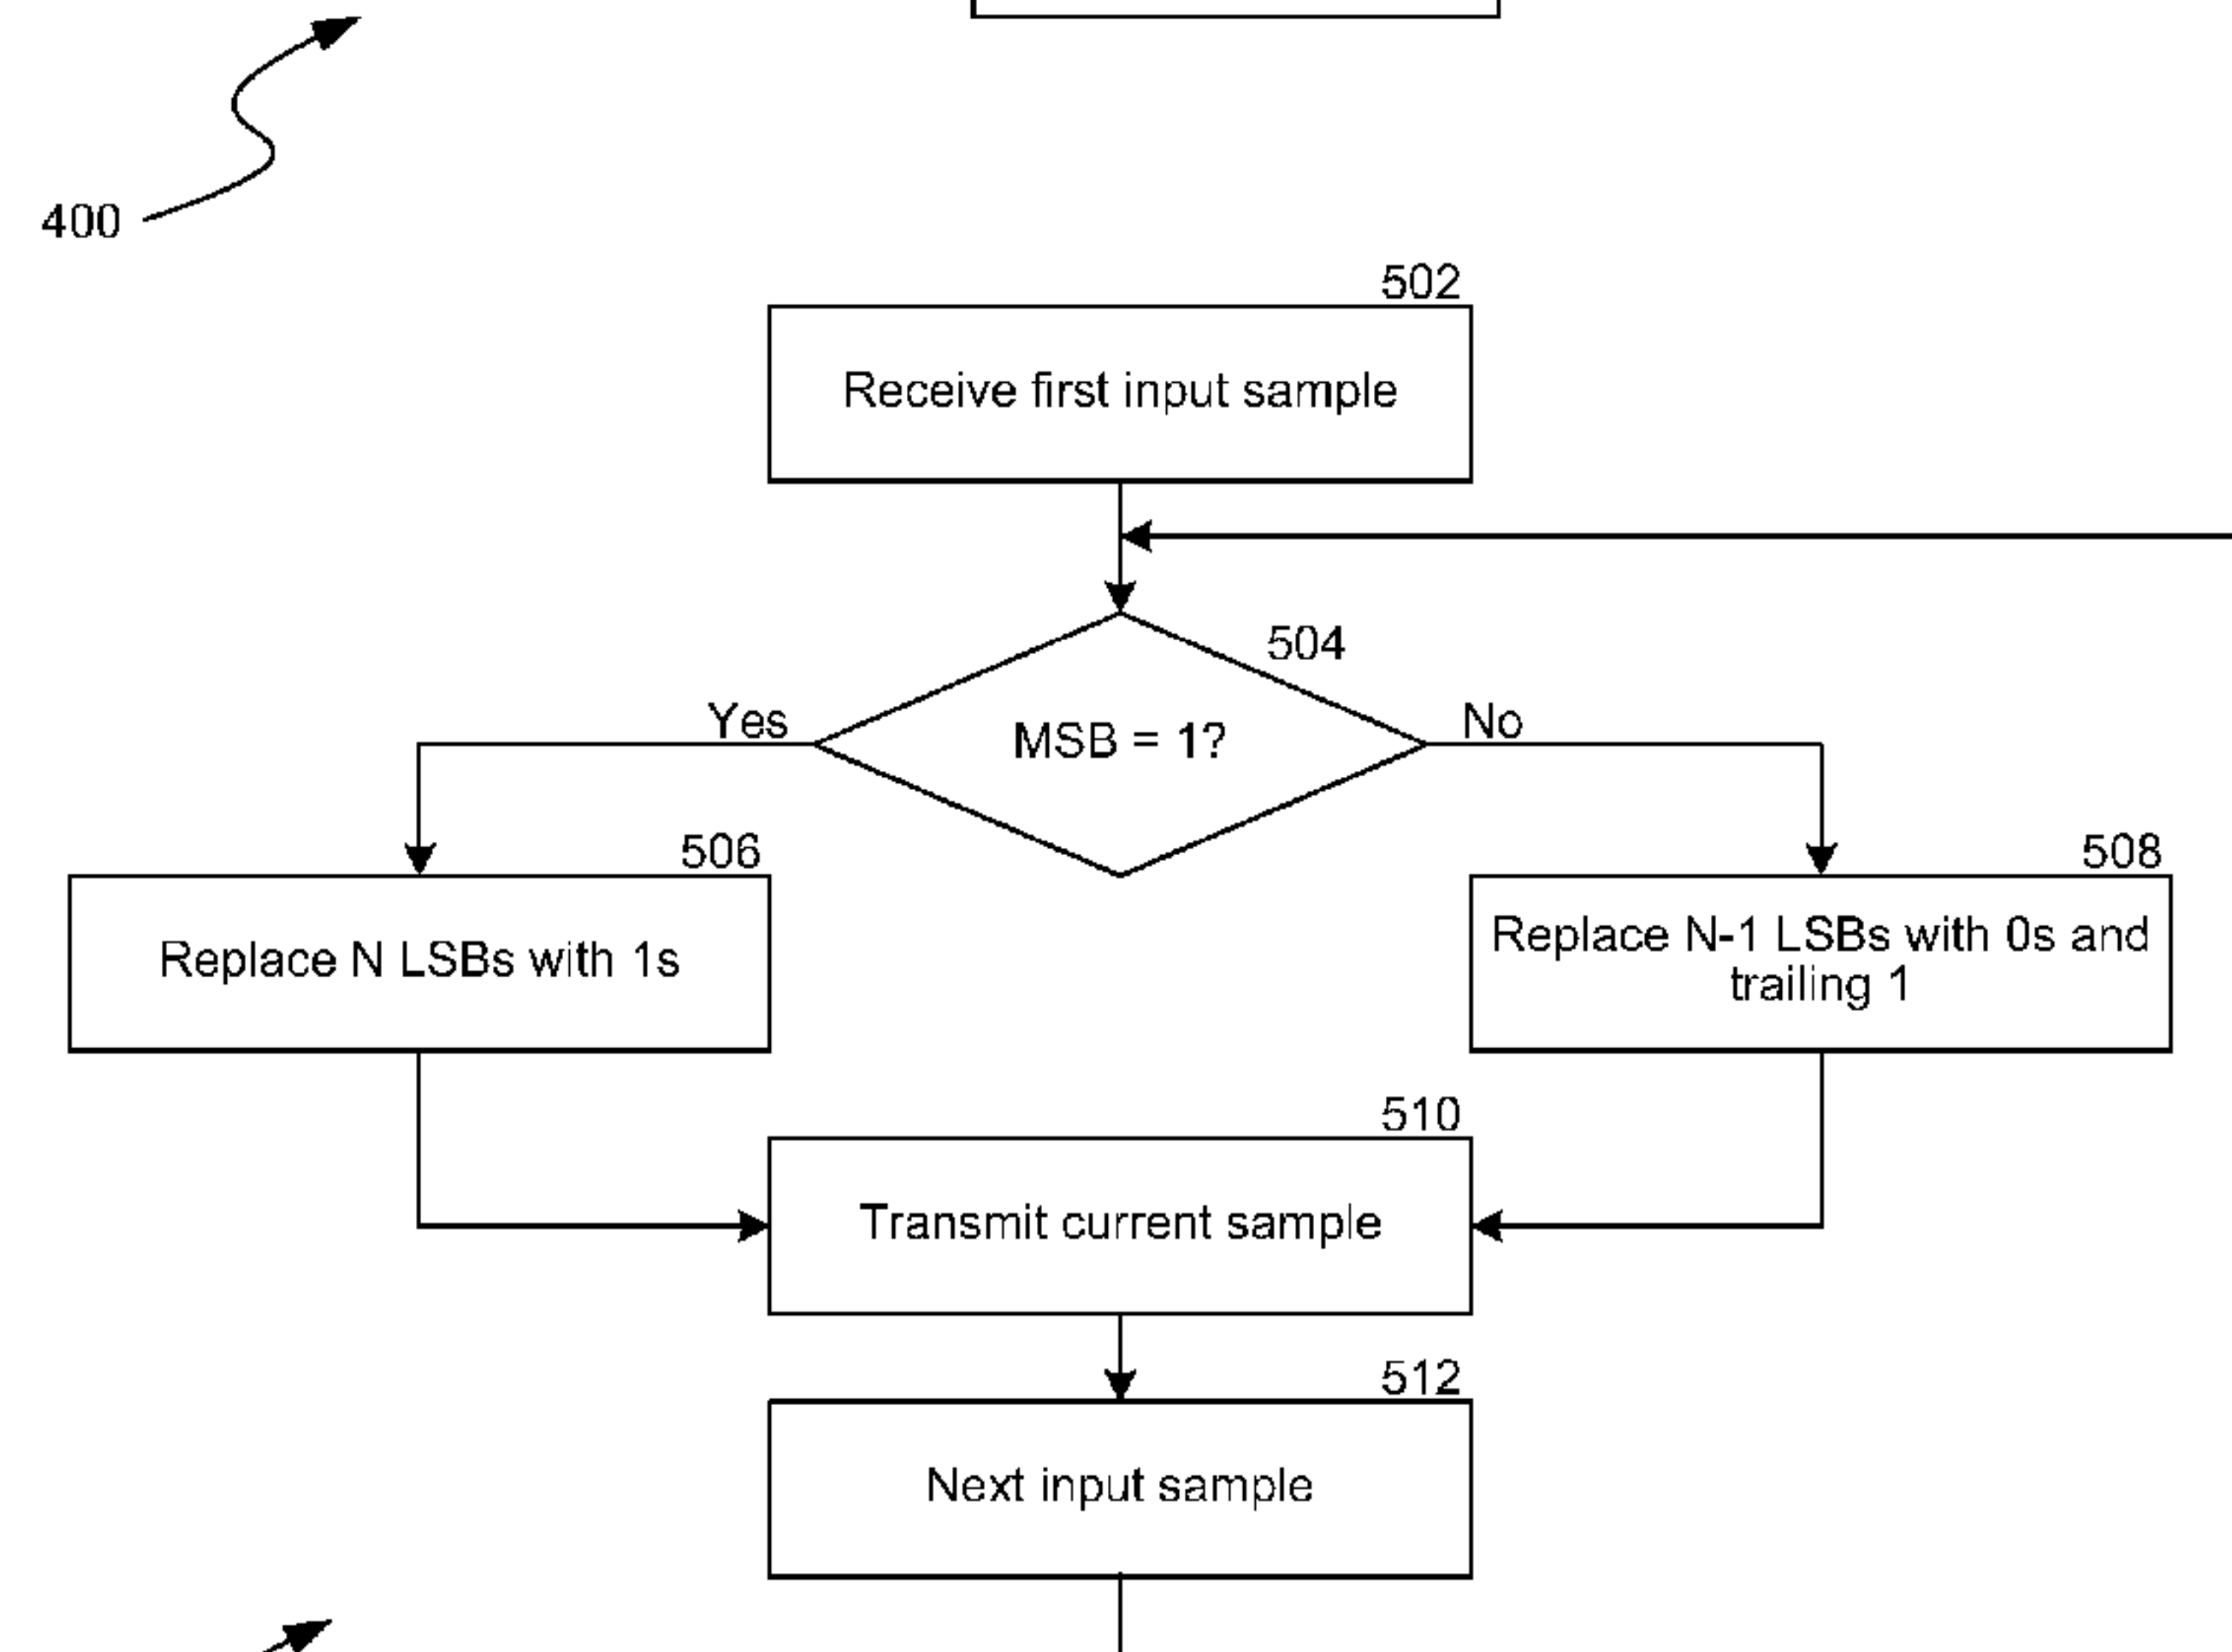 400
502
Receive first input sample
504
Yes
MSB = 1?
No
506
Replace N LSBs with 1s
508
Replace N-1 LSBs with 0s and
trailing 1
510
Transmit current sample
512
Next input sample